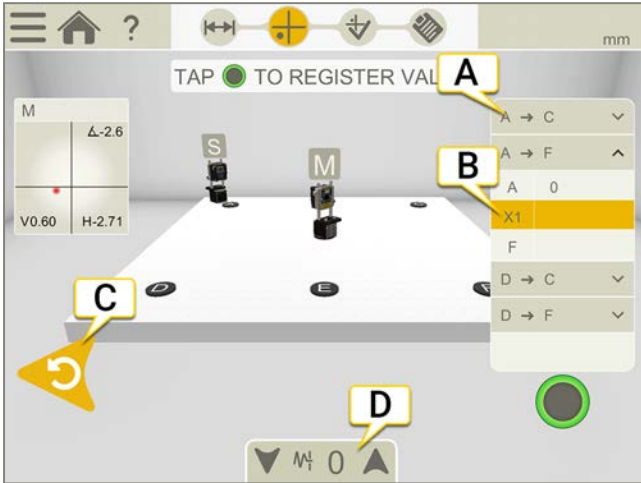 ?
mm
TAP TO REGISTER VAL
A
A → C
M
∡-2.6
V0.60 H-2.71
S
M
A → F
B
A 0
X1
F
D → C
D → F
D
E
C
D
0